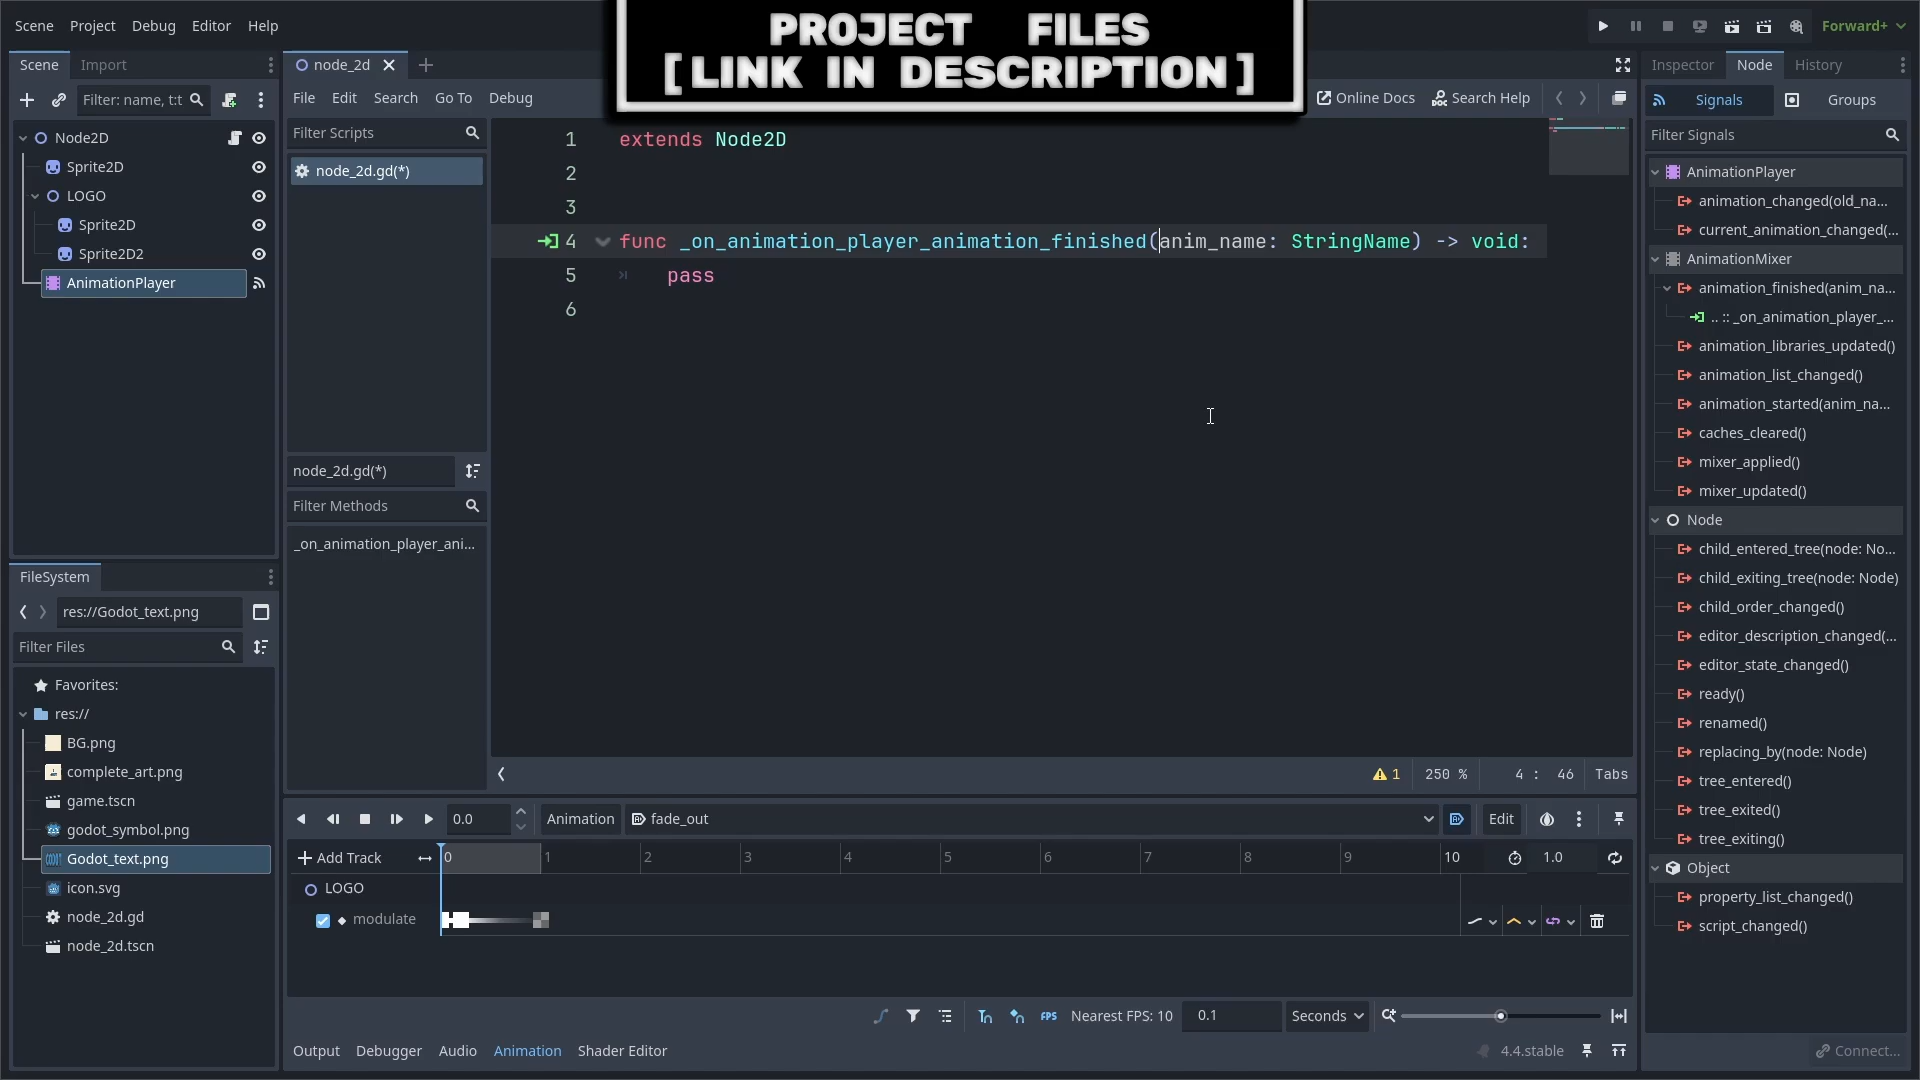 PROJECT FILES
[LINK IN DESCRIPTION]
Scene Project Debug Editor Help
Forward+
Scene Import
Filter: name, t:t
Node2D
Sprite2D
LOGO
Sprite2D
Sprite2D2
AnimationPlayer
FileSystem
res://Godot_text.png
Filter Files
Favorites:
res://
BG.png
complete_art.png
game.tscn
godot_symbol.png
Godot_text.png
icon.svg
node_2d.gd
node_2d.tscn
node_2d
File Edit Search Go To Debug
Online Docs Search Help
Filter Scripts
node_2d.gd(*)
node_2d.gd(*)
Filter Methods
_on_animation_player_ani...
1 extends Node2D
2
3
4 func _on_animation_player_animation_finished(anim_name: StringName) -> void:
5 pass
6
1 250 % 4 : 46 Tabs
0.0 Animation fade_out Edit
Add Track 0 1 2 3 4 5 6 7 8 9 10 1.0
LOGO
modulate
FPS Nearest FPS: 10 0.1 Seconds
Output Debugger Audio Animation Shader Editor 4.4.stable
Inspector Node History
Signals Groups
Filter Signals
AnimationPlayer
animation_changed(old_na...
current_animation_changed(...
AnimationMixer
animation_finished(anim_na...
.. :: _on_animation_player_...
animation_libraries_updated()
animation_list_changed()
animation_started(anim_na...
caches_cleared()
mixer_applied()
mixer_updated()
Node
child_entered_tree(node: No...
child_exiting_tree(node: Node)
child_order_changed()
editor_description_changed(...
editor_state_changed()
ready()
renamed()
replacing_by(node: Node)
tree_entered()
tree_exited()
tree_exiting()
Object
property_list_changed()
script_changed()
Connect...